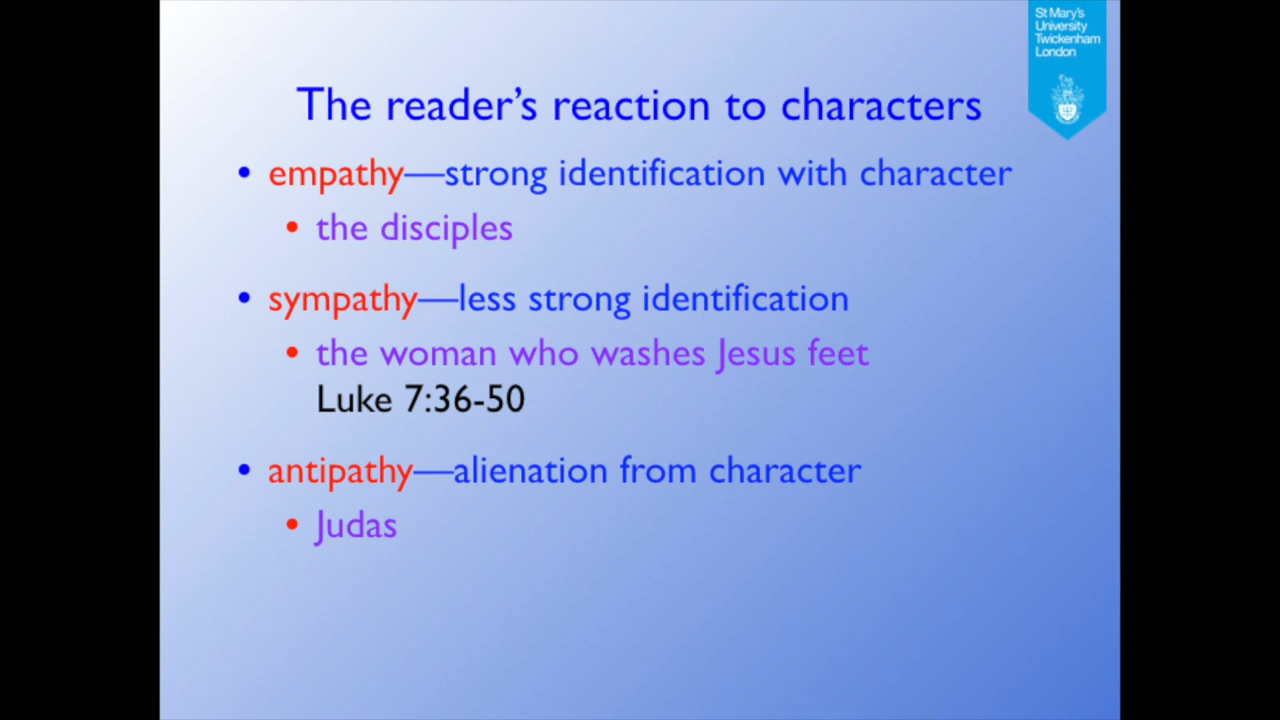 St Mary's
University
Twickenham
London
The reader's reaction to characters
• empathy—strong identification with character
• the disciples
• sympathy—less strong identification
• the woman who washes Jesus feet
Luke 7:36-50
• antipathy—alienation from character
• Judas